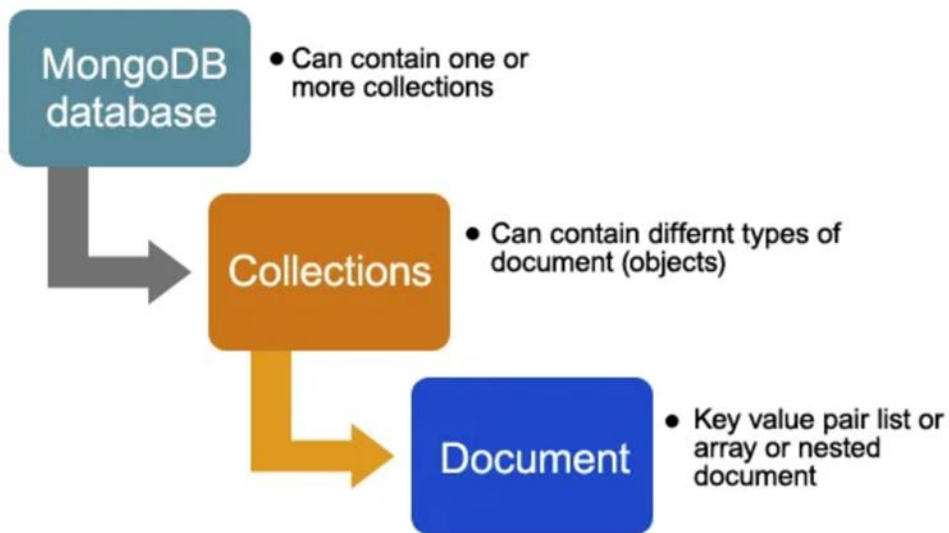 MongoDB
database
● Can contain one or
more collections
Collections
● Can contain differnt types of
document (objects)
Document
● Key value pair list or
array or nested
document